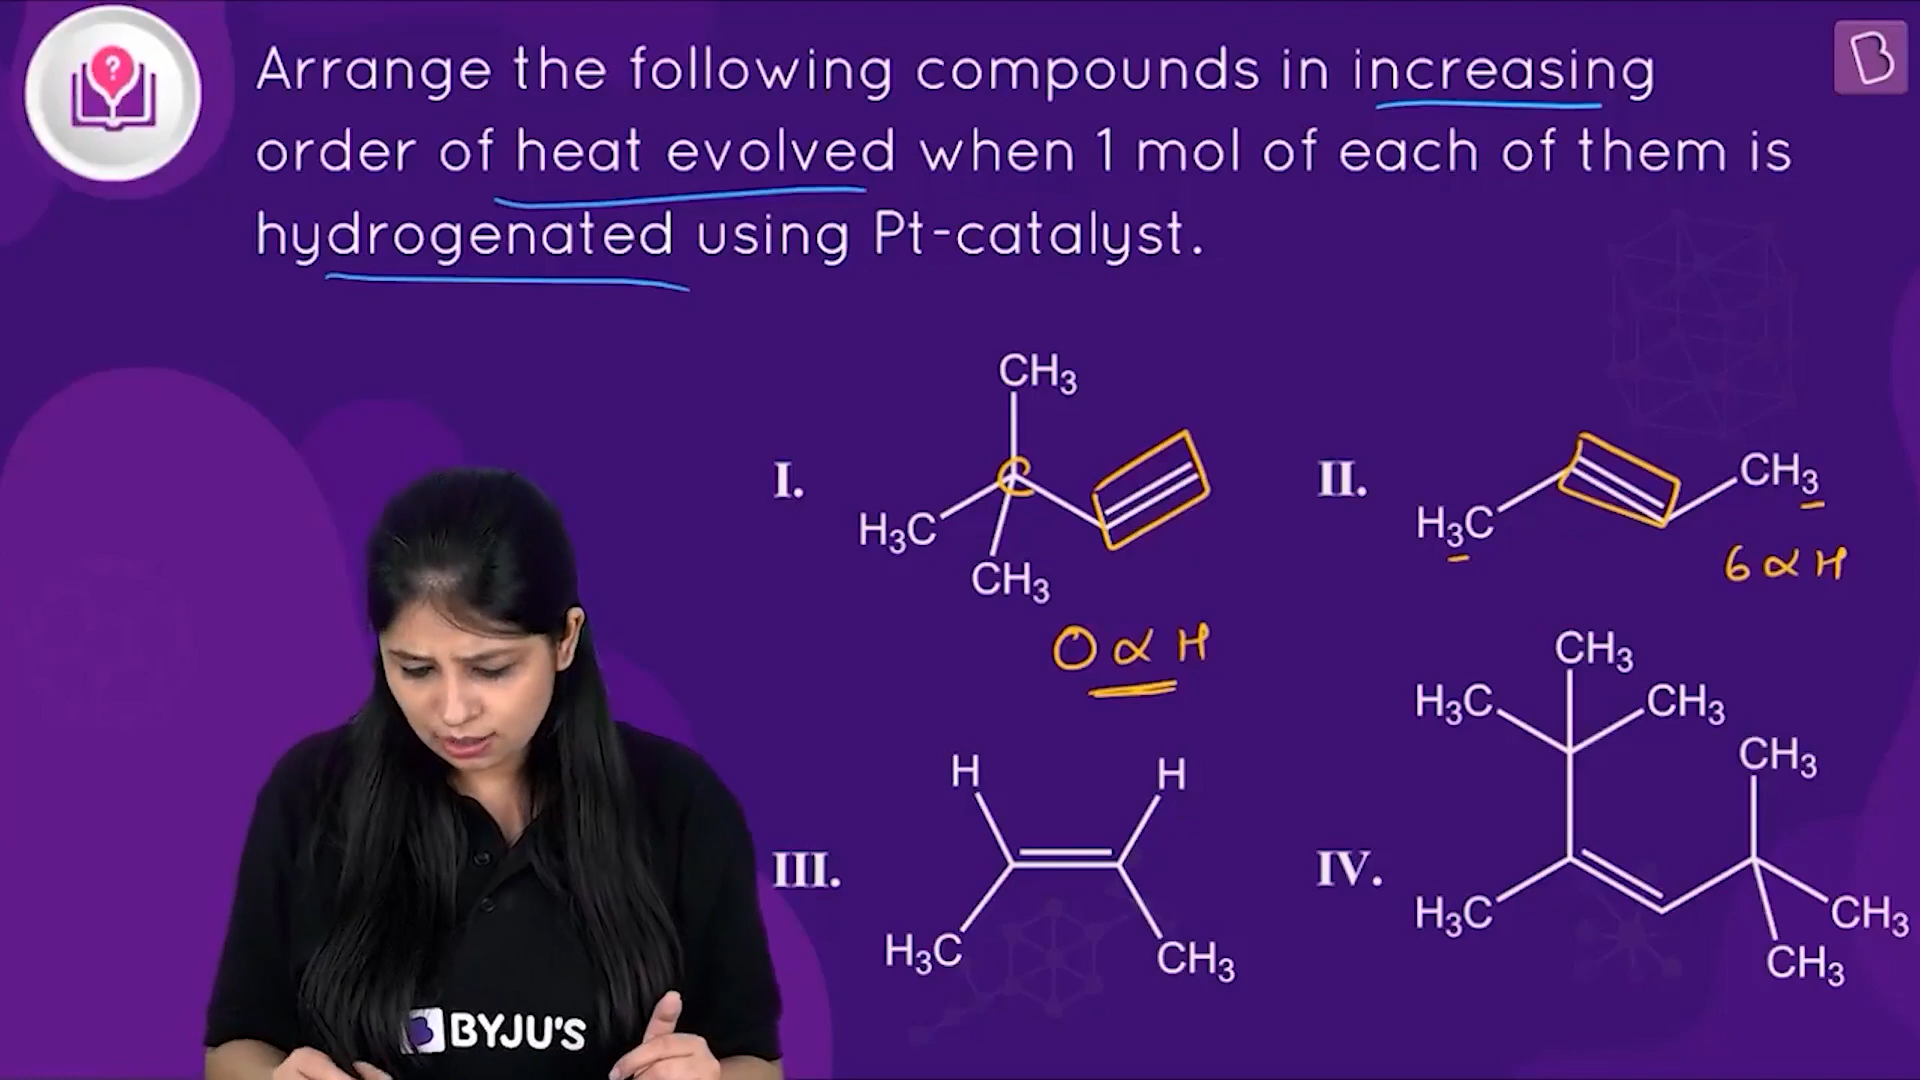 Arrange the following compounds in increasing
order of heat evolved when 1 mol of each of them is
hydrogenated using Pt-catalyst.
?
B
I.
CH3
H3C
C
CH3
0 α H
II.
H3C
CH3
6 α H
III.
H
H
H3C
CH3
IV.
CH3
H3C
CH3
CH3
H3C
CH3
CH3
BYJU'S